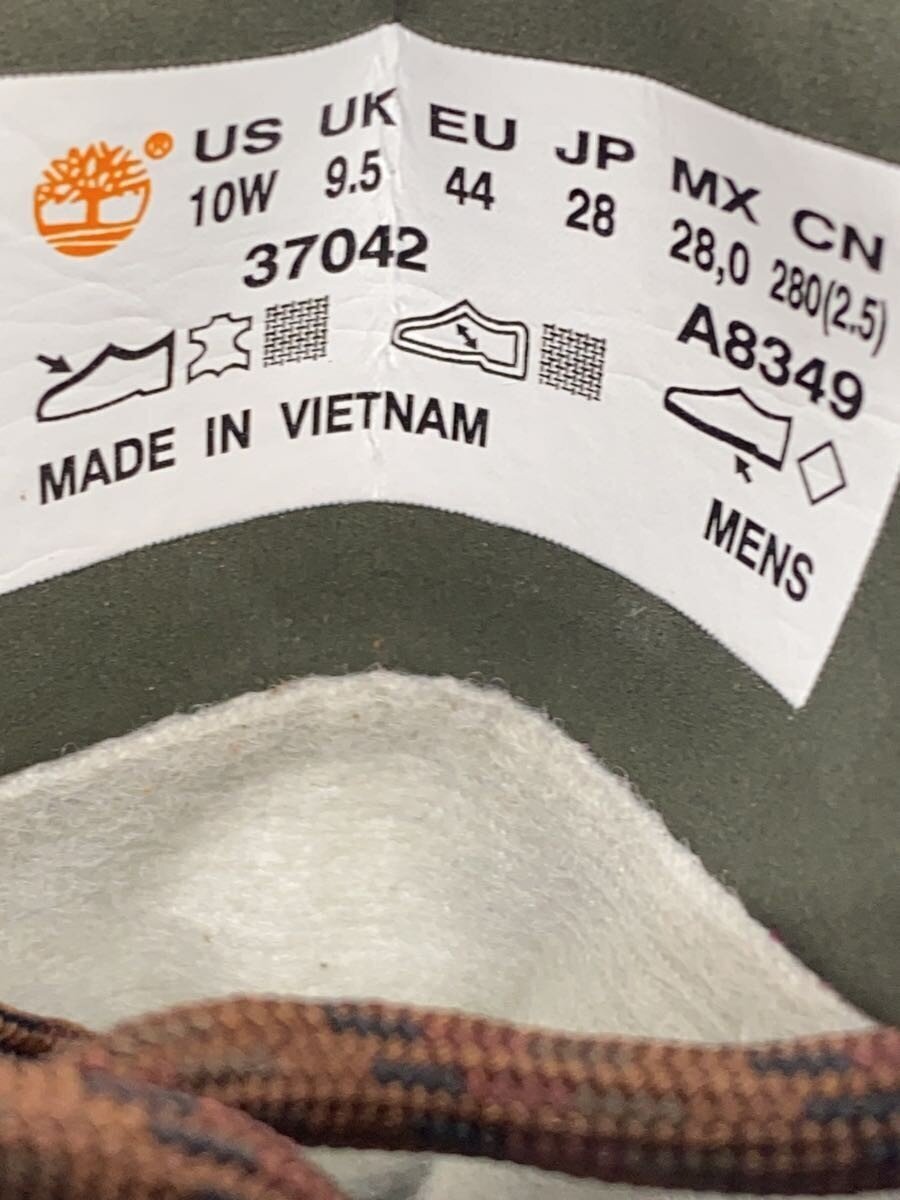 ® US UK EU JP MX CN
10W 9.5 44 28 28,0 280(2.5)
37042 A8349
MADE IN VIETNAM MENS